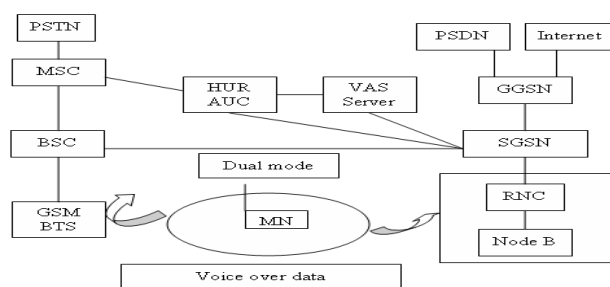 PSTN
PSDN
Internet
MSC
HUR
AUC
VAS
Server
GGSN
BSC
SGSN
Dual mode
GSM
BTS
MN
RNC
Node B
Voice over data